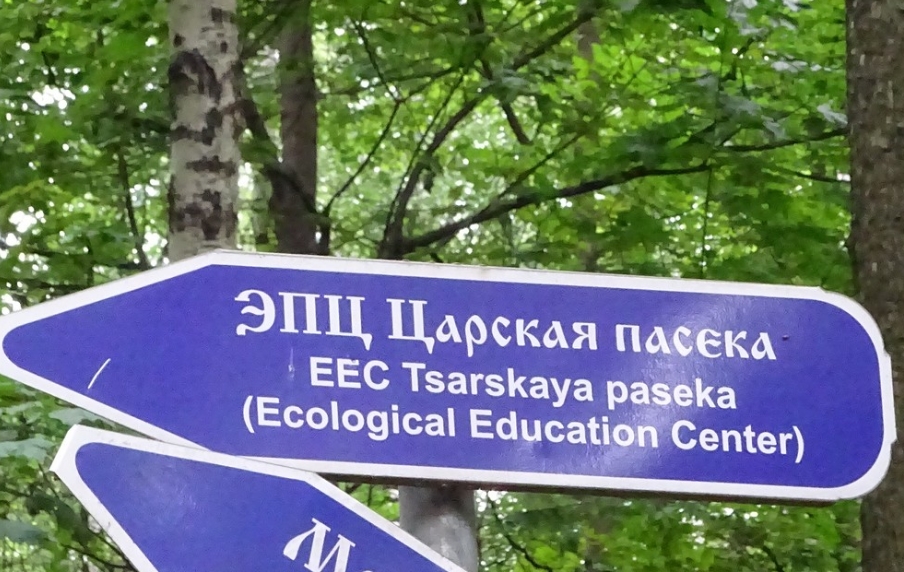 ЭПЦ Царская пасека
EEC Tsarskaya paseka
(Ecological Education Center)